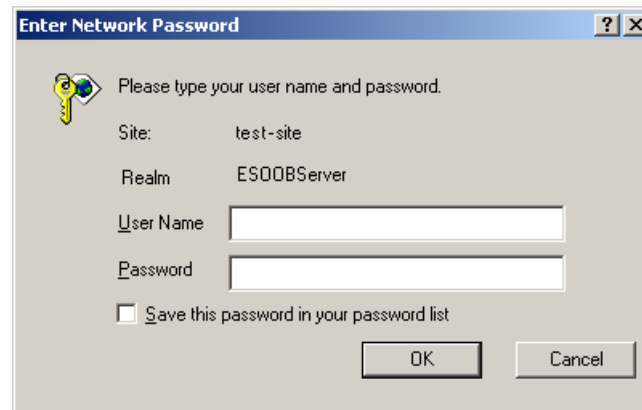 Enter Network Password
Please type your user name and password.
Site: test-site
Realm ESOOBServer
User Name
Password
Save this password in your password list
OK Cancel